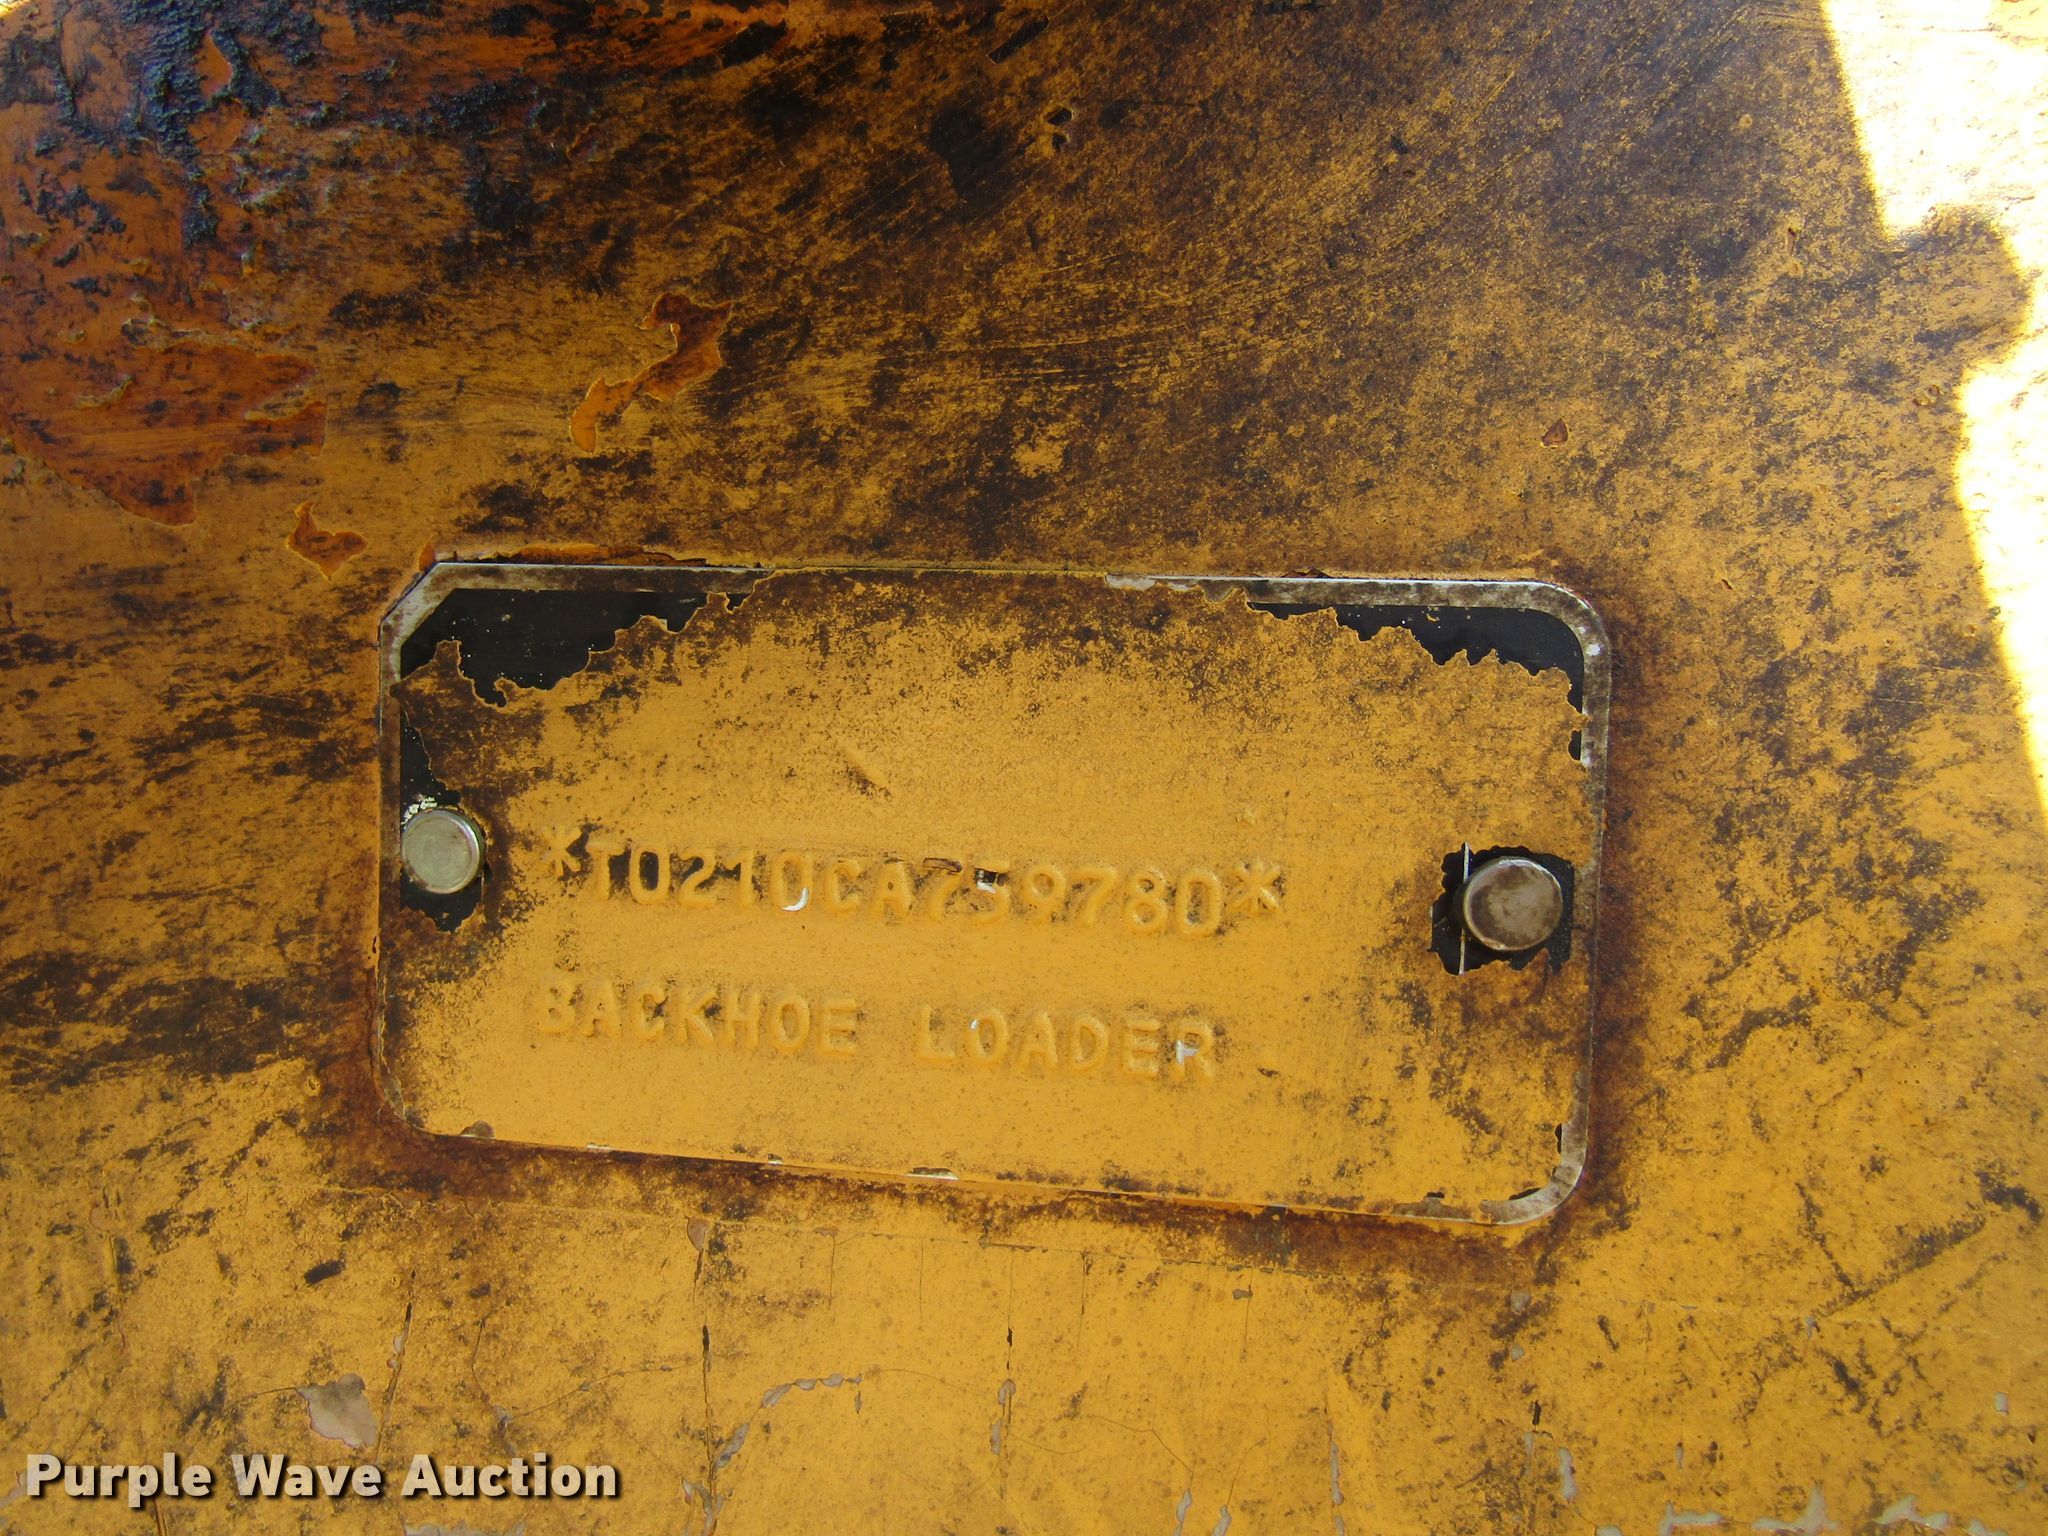 *T0210CA759780*
BACKHOE LOADER
Purple Wave Auction